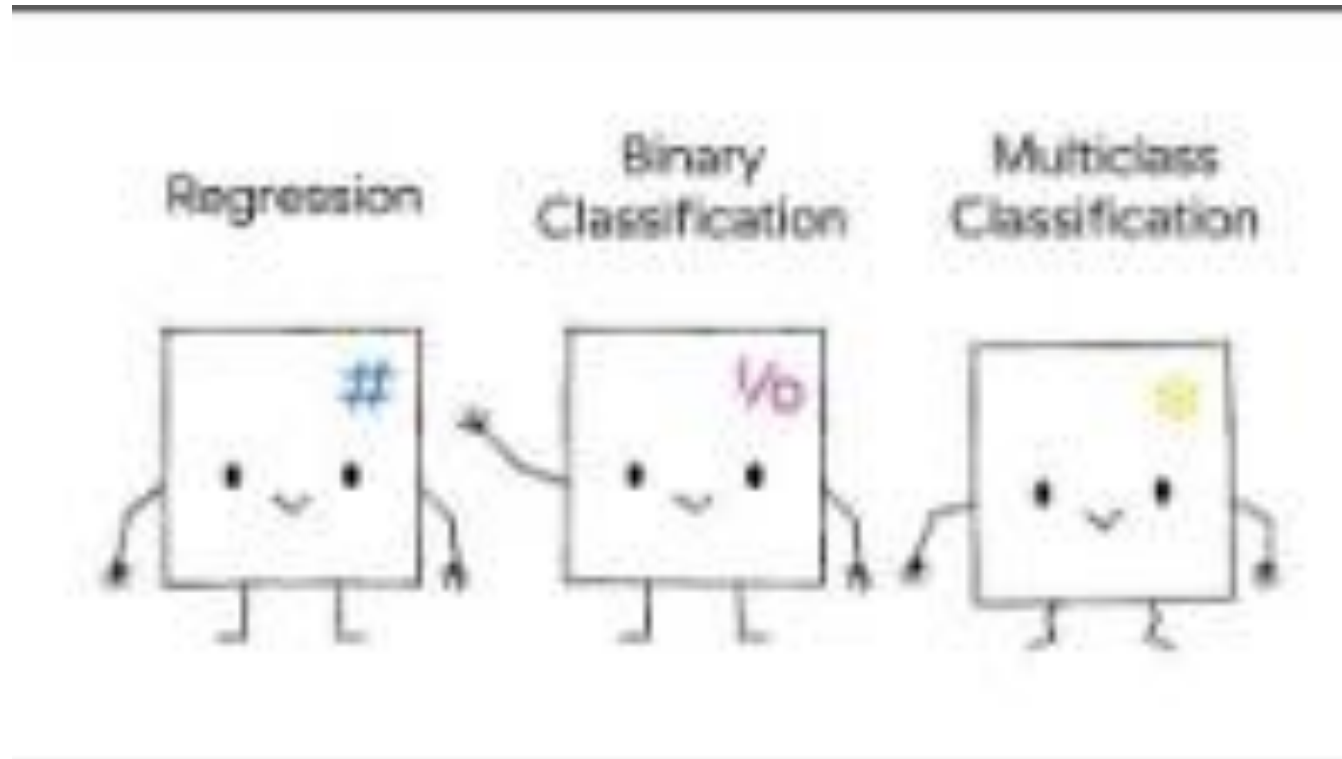 Regression
Binary
Classification
Multiclass
Classification
#
1/0